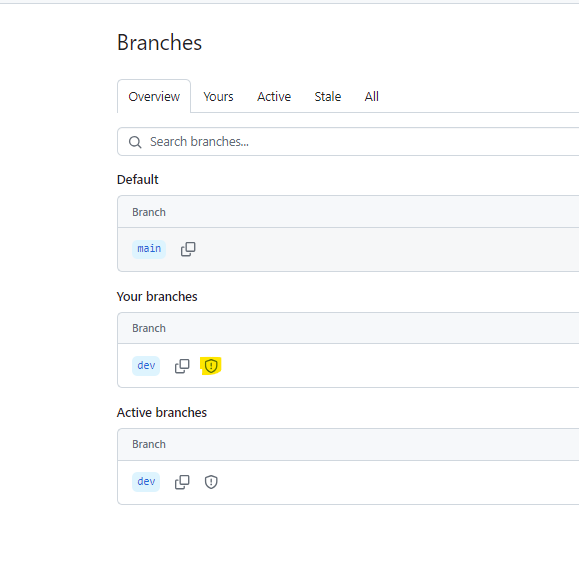 Branches
Overview Yours Active Stale All
Search branches...
Default
Branch
main
Your branches
Branch
dev
Active branches
Branch
dev